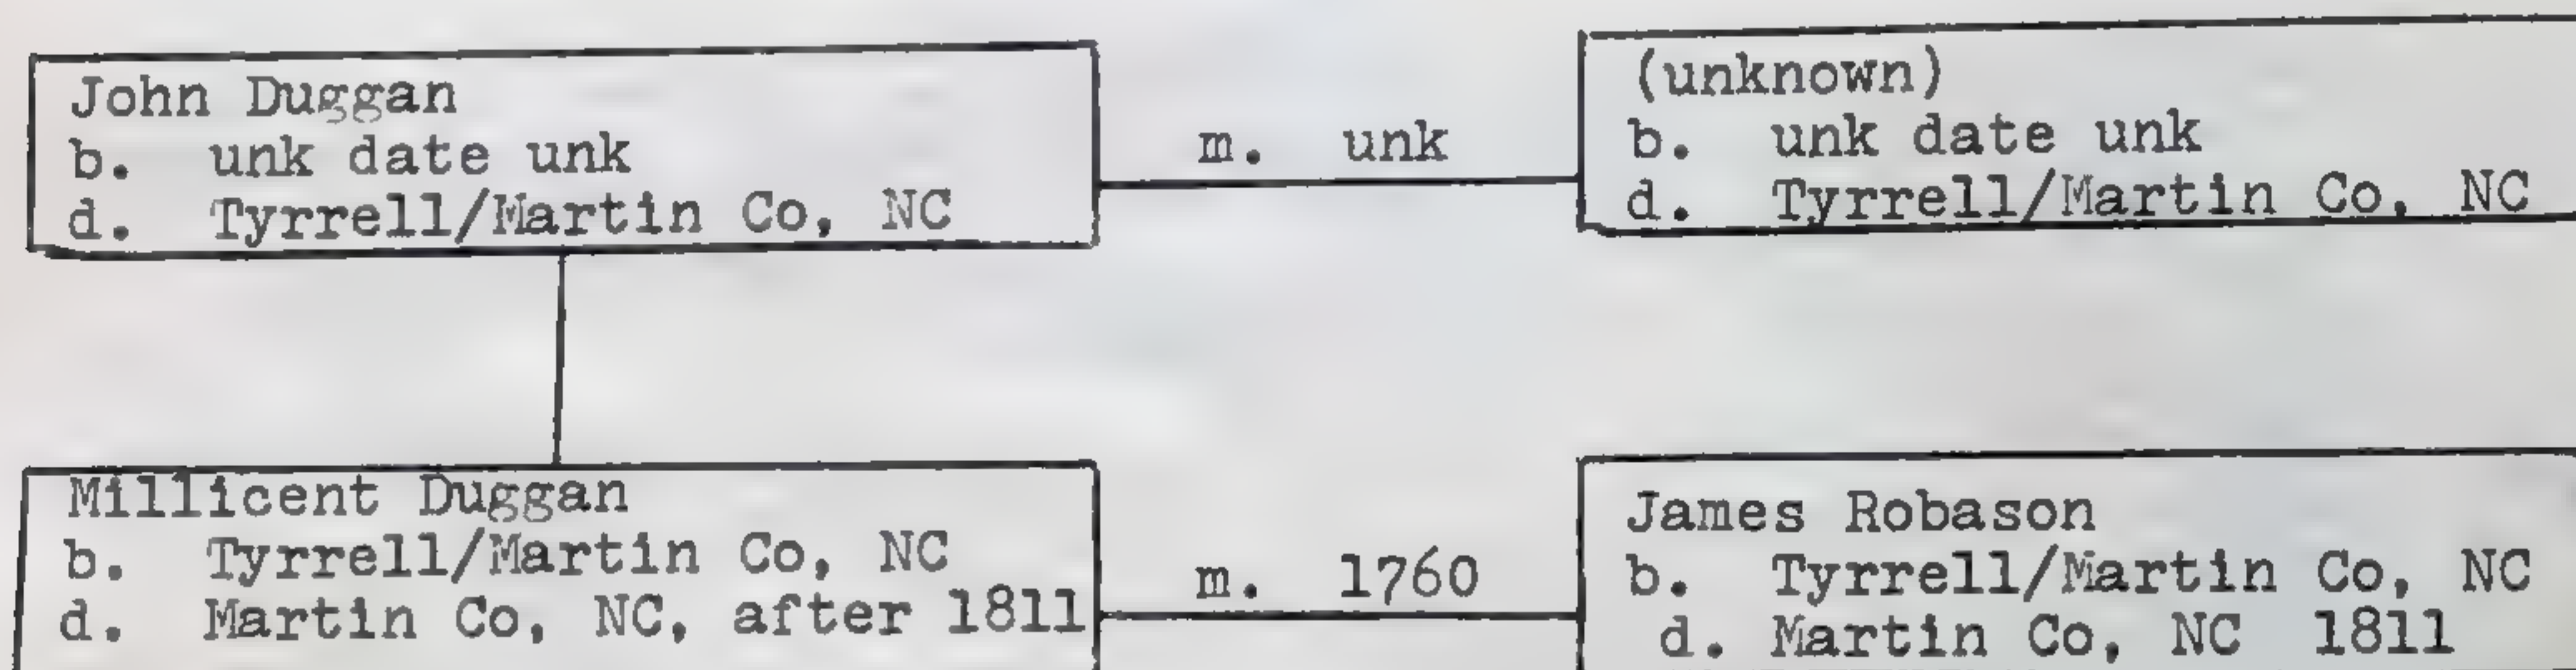 John Duggan
b. unk date unk
d. Tyrrell/Martin Co, NC
m. unk
(unknown)
b. unk date unk
d. Tyrrell/Martin Co, NC
Millicent Duggan
b. Tyrrell/Martin Co, NC
d. Martin Co, NC, after 1811
m. 1760
James Robason
b. Tyrrell/Martin Co, NC
d. Martin Co, NC 1811